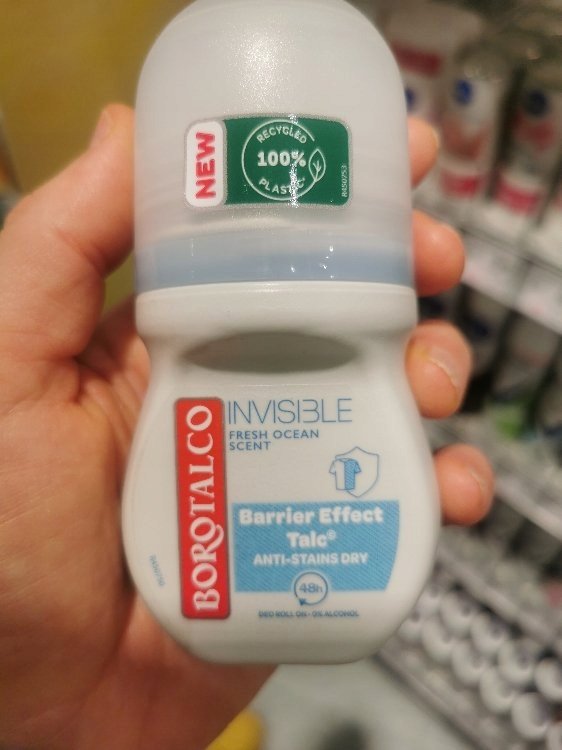 NEW
RECYCLED
100%
PLASTIC*
R450753
BOROTALCO
INVISIBLE
FRESH OCEAN
SCENT
Barrier Effect
Talc®
ANTI-STAINS DRY
48h
DEO ROLL ON - 0% ALCOHOL